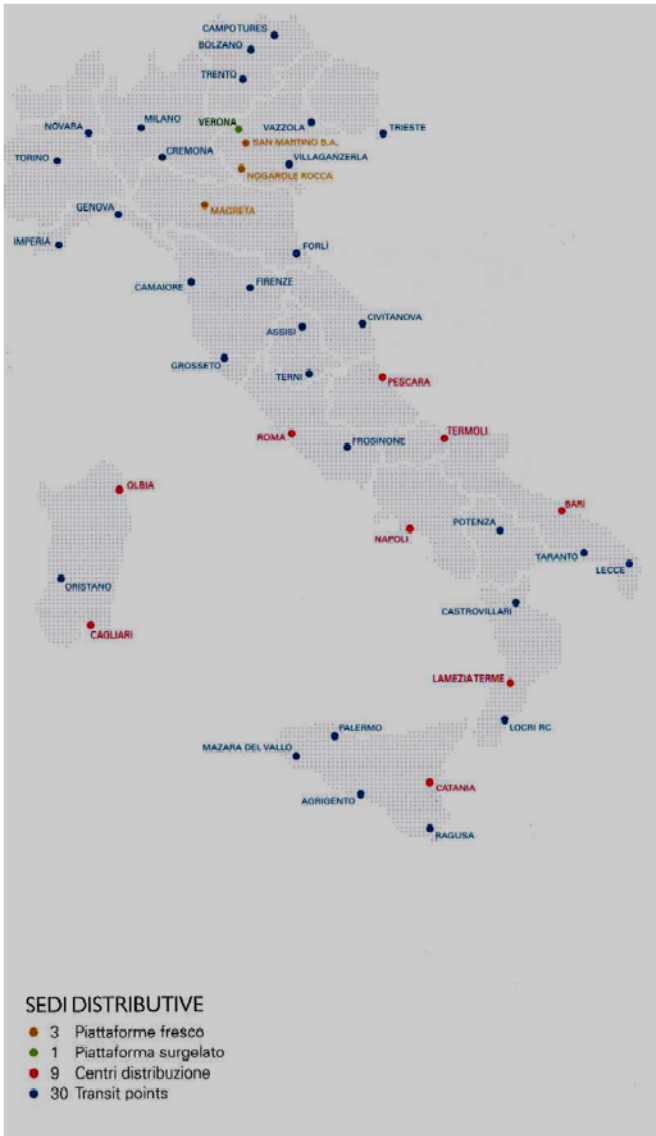 CAMPO TURES
BOLZANO
TRENTO
MILANO
VERONA
VAZZOLA
TRIESTE
NOVARA
SAN MARTINO B.A.
TORINO
CREMONA
VILLAGANZERLA
NOGAROLE ROCCA
GENOVA
MAGRETA
IMPERIA
FORLÌ
CAMAIORE
FIRENZE
ASSISI
CIVITANOVA
GROSSETO
TERNI
PESCARA
ROMA
FROSINONE
TERMOLI
OLBIA
BARI
NAPOLI
POTENZA
TARANTO
LECCE
ORISTANO
CASTROVILLARI
CAGLIARI
LAMEZIA TERME
LOCRI RC
PALERMO
MAZARA DEL VALLO
CATANIA
AGRIGENTO
RAGUSA
SEDI DISTRIBUTIVE
3 Piattaforme fresco
1 Piattaforma surgelato
9 Centri distribuzione
30 Transit points